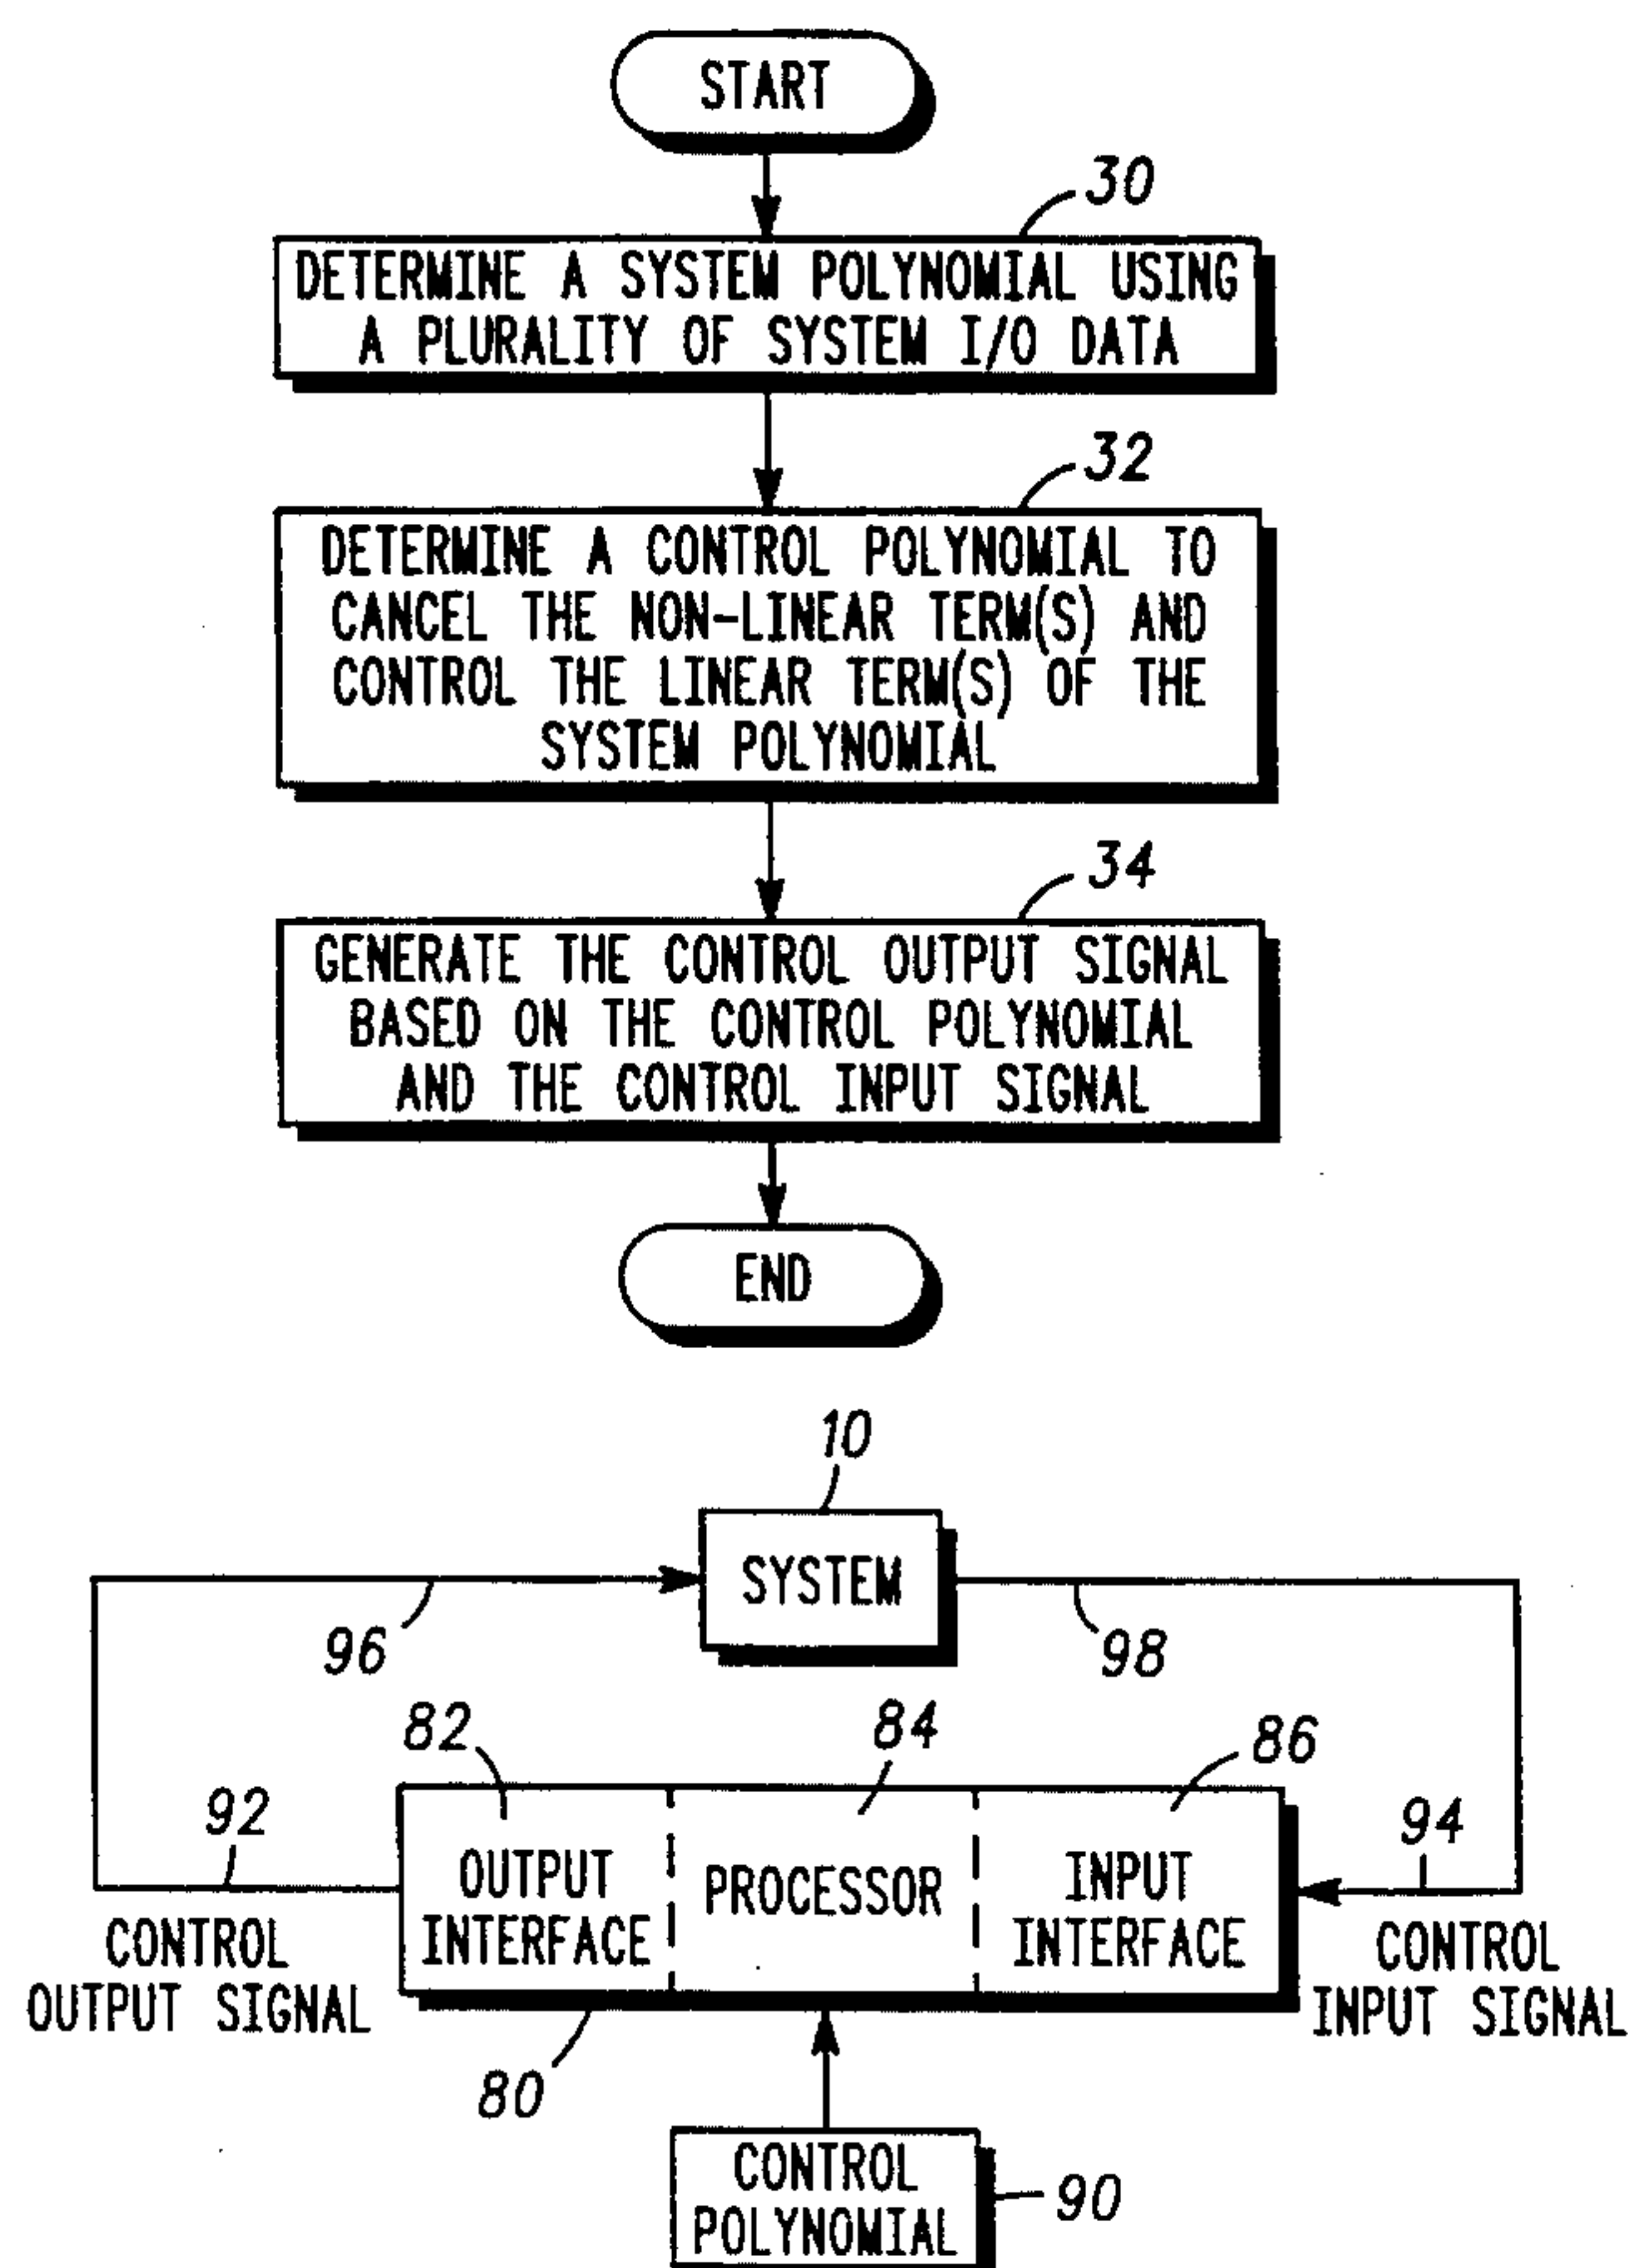 START
30
DETERMINE A SYSTEM POLYNOMIAL USING
A PLURALITY OF SYSTEM I/O DATA
32
DETERMINE A CONTROL POLYNOMIAL TO
CANCEL THE NON-LINEAR TERM(S) AND
CONTROL THE LINEAR TERM(S) OF THE
SYSTEM POLYNOMIAL
34
GENERATE THE CONTROL OUTPUT SIGNAL
BASED ON THE CONTROL POLYNOMIAL
AND THE CONTROL INPUT SIGNAL
END
10
SYSTEM
96
98
82
84
86
92
94
OUTPUT
INTERFACE
PROCESSOR
INPUT
INTERFACE
CONTROL
OUTPUT SIGNAL
CONTROL
INPUT SIGNAL
80
CONTROL
POLYNOMIAL
90